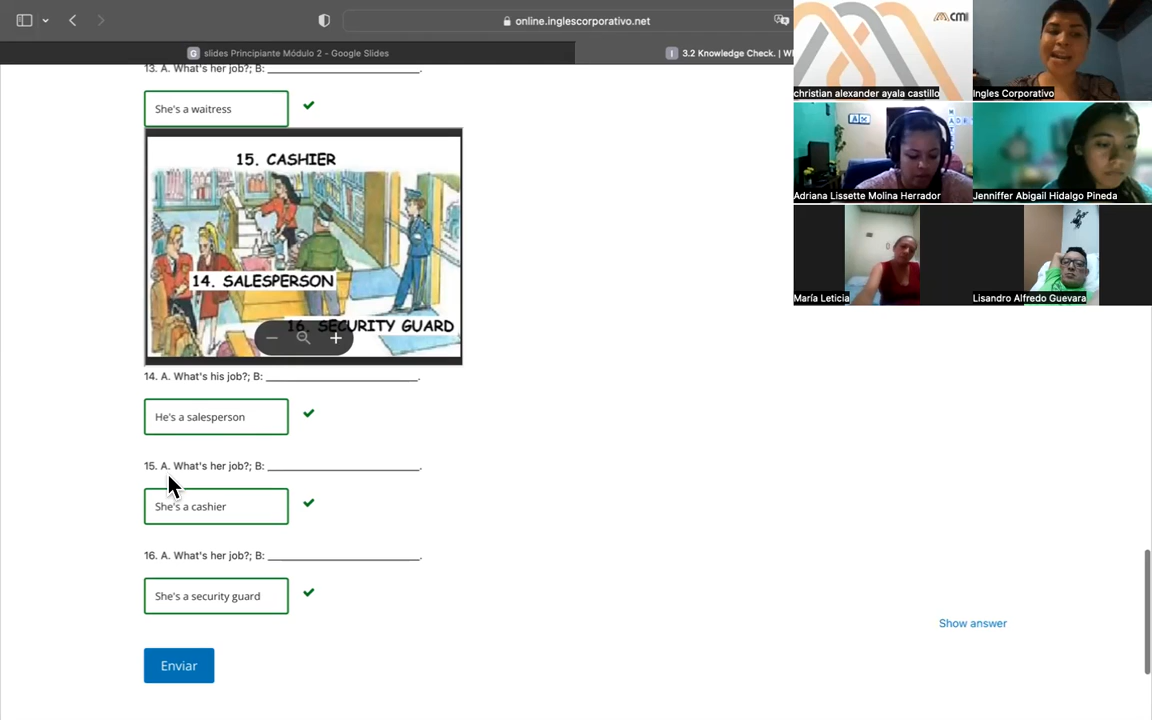 online.inglescorporativo.net
slides Principiante Módulo 2 - Google Slides
3.2 Knowledge Check. | Wh
13. A. What's her job?; B: ________________________.
She's a waitress
15. CASHIER
14. SALESPERSON
16. SECURITY GUARD
14. A. What's his job?; B: ________________________.
He's a salesperson
15. A. What's her job?; B: ________________________.
She's a cashier
16. A. What's her job?; B: ________________________.
She's a security guard
Show answer
Enviar
CMI
christian alexander ayala castillo
Ingles Corporativo
Adriana Lissette Molina Herrador
Jenniffer Abigail Hidalgo Pineda
María Leticia
Lisandro Alfredo Guevara